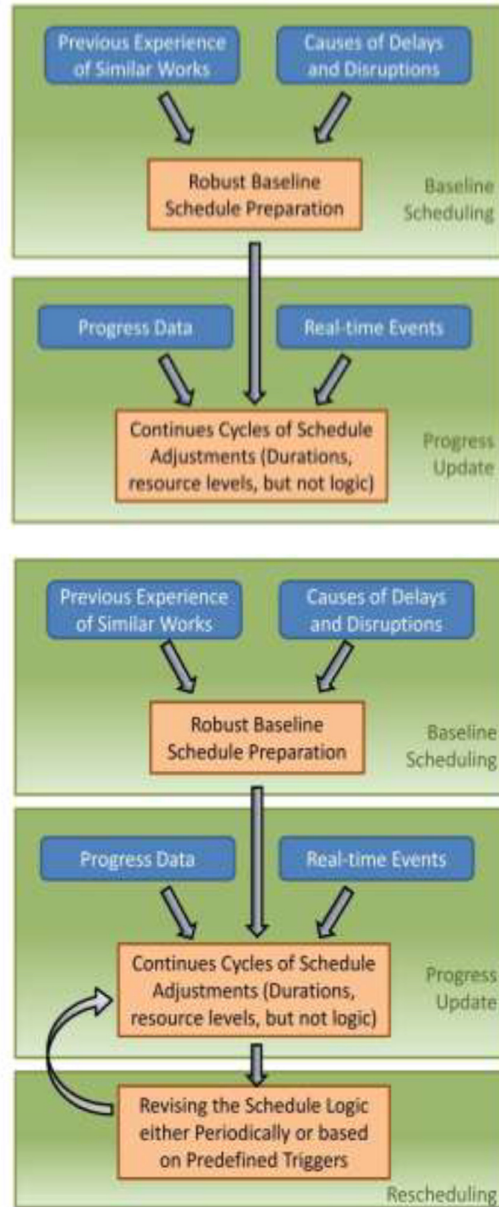 Previous Experience
of Similar Works
Causes of Delays
and Disruptions
Robust Baseline
Schedule Preparation
Baseline
Scheduling
Progress Data
Real-time Events
Continues Cycles of Schedule
Adjustments (Durations,
resource levels, but not logic)
Progress
Update
Previous Experience
of Similar Works
Causes of Delays
and Disruptions
Robust Baseline
Schedule Preparation
Baseline
Scheduling
Progress Data
Real-time Events
Continues Cycles of Schedule
Adjustments (Durations,
resource levels, but not logic)
Progress
Update
Revising the Schedule Logic
either Periodically or based
on Predefined Triggers
Rescheduling